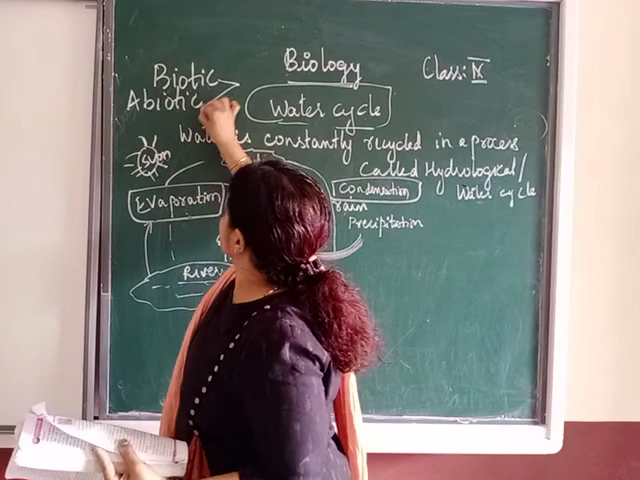 Biology
Class: IX
Biotic
Abiotic
Water cycle
Water is constantly recycled in a process
Called Hydrological/
Water cycle
Sun
Evapration
Condensation
rain
Precipitation
River